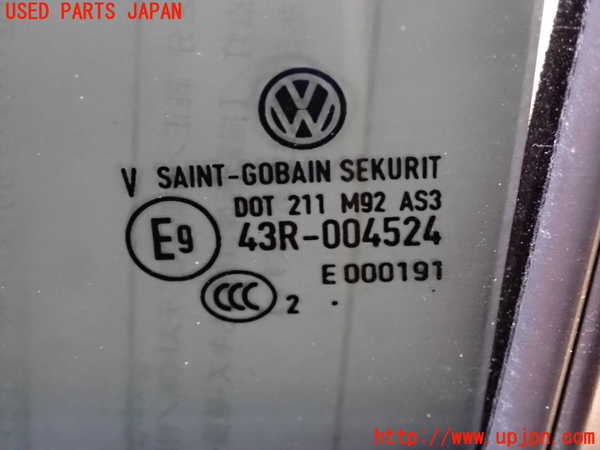 USED PARTS JAPAN
V SAINT-GOBAIN SEKURIT
DOT 211 M92 AS3
E9 43R-004524
E 000191
CCC 2 .
http://www.upjpn.com/